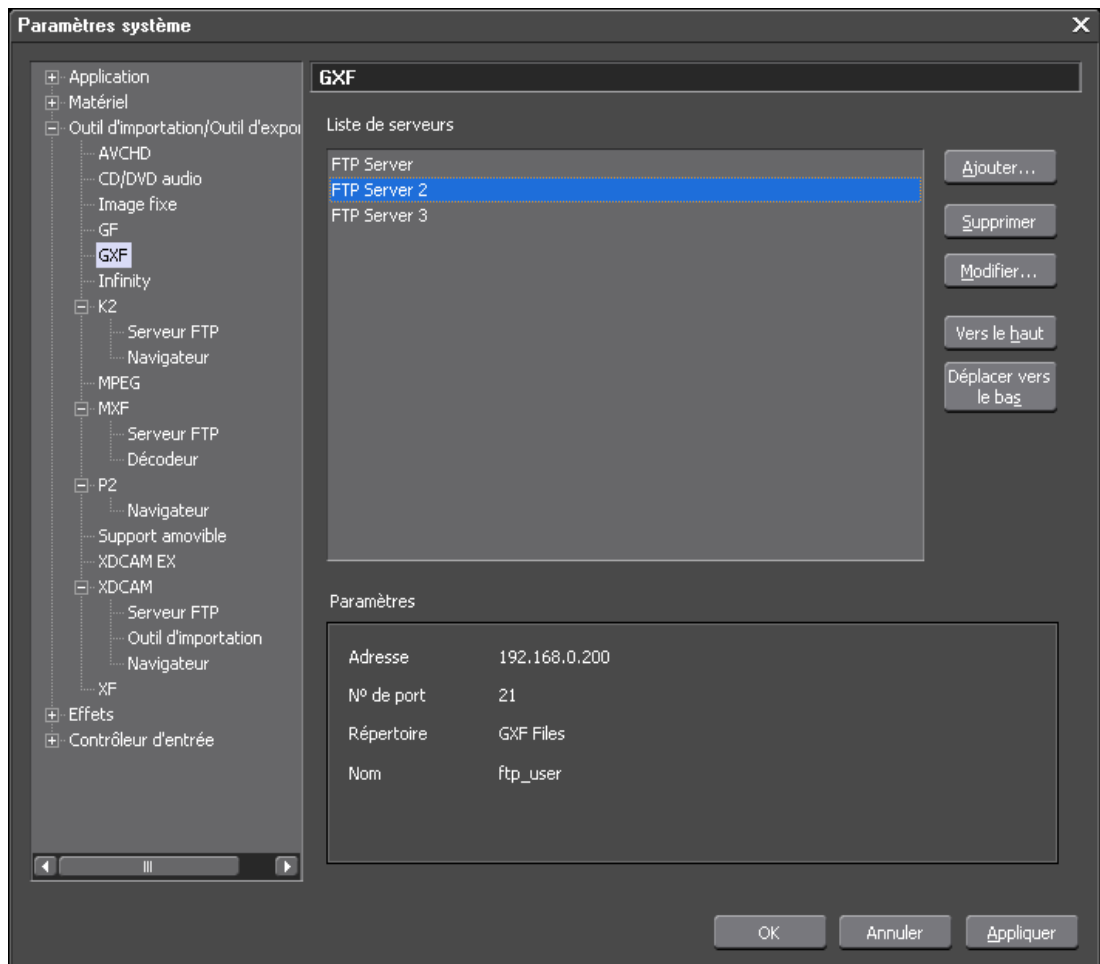 Paramètres système
Application
Matériel
Outil d'importation/Outil d'expor
AVCHD
CD/DVD audio
Image fixe
GF
GXF
Infinity
K2
Serveur FTP
Navigateur
MPEG
MXF
Serveur FTP
Décodeur
P2
Navigateur
Support amovible
XDCAM EX
XDCAM
Serveur FTP
Outil d'importation
Navigateur
XF
Effets
Contrôleur d'entrée
GXF
Liste de serveurs
FTP Server
FTP Server 2
FTP Server 3
Ajouter...
Supprimer
Modifier...
Vers le haut
Déplacer vers
le bas
Paramètres
Adresse 192.168.0.200
Nº de port 21
Répertoire GXF Files
Nom ftp_user
OK Annuler Appliquer